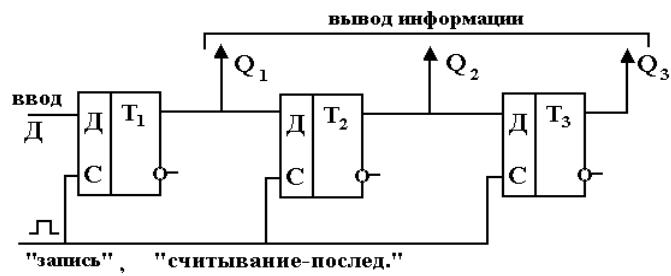 вывод информации
Q1 Q2 Q3
ввод
Д
Д T1 Д T2 Д T3
С С С
"запись" , "считывание-послед."